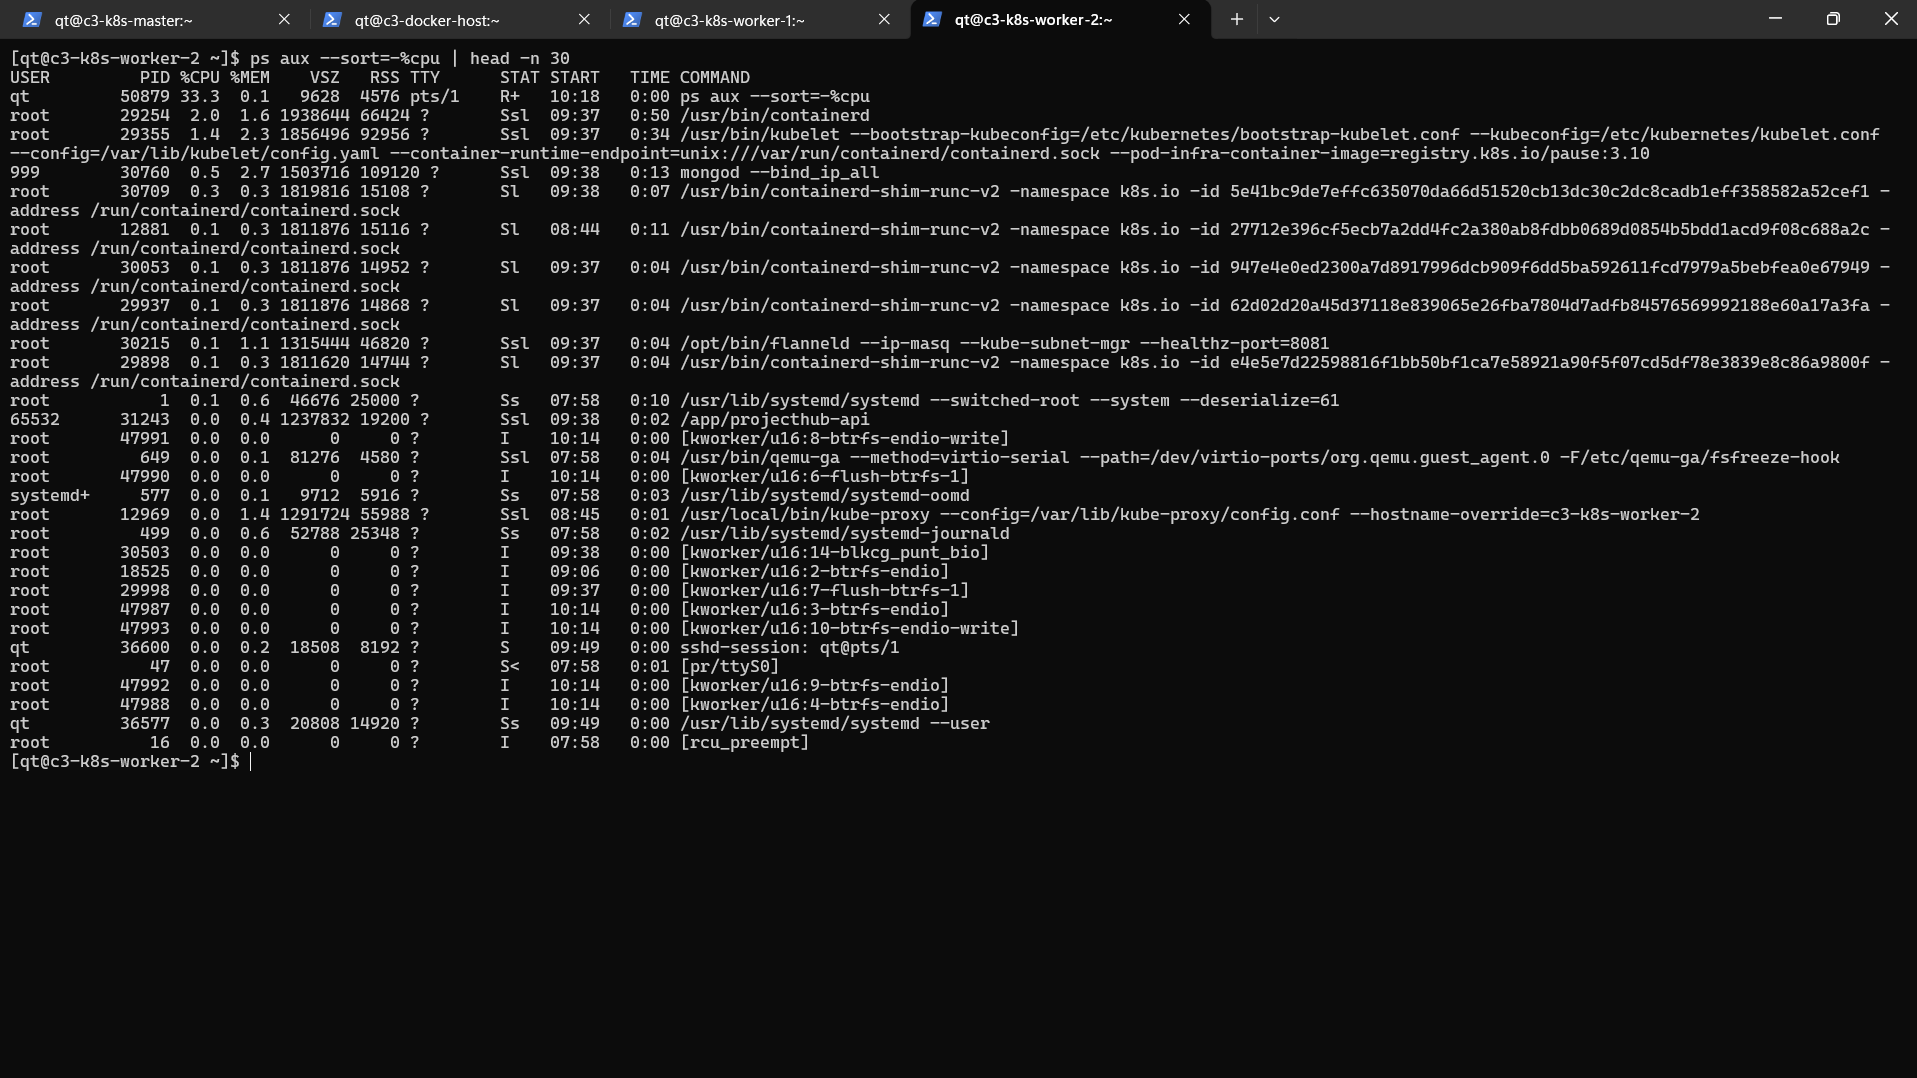 qt@c3-k8s-master:~
qt@c3-docker-host:~
qt@c3-k8s-worker-1:~
qt@c3-k8s-worker-2:~
[qt@c3-k8s-worker-2 ~]$ ps aux --sort=-%cpu | head -n 30
USER         PID %CPU %MEM    VSZ   RSS TTY      STAT START   TIME COMMAND
qt         50879 33.3  0.1   9628  4576 pts/1    R+   10:18   0:00 ps aux --sort=-%cpu
root       29254  2.0  1.6 1938644 66424 ?       Ssl  09:37   0:50 /usr/bin/containerd
root       29355  1.4  2.3 1856496 92956 ?       Ssl  09:37   0:34 /usr/bin/kubelet --bootstrap-kubeconfig=/etc/kubernetes/bootstrap-kubelet.conf --kubeconfig=/etc/kubernetes/kubelet.conf
--config=/var/lib/kubelet/config.yaml --container-runtime-endpoint=unix:///var/run/containerd/containerd.sock --pod-infra-container-image=registry.k8s.io/pause:3.10
999        30760  0.5  2.7 1503716 109120 ?      Ssl  09:38   0:13 mongod --bind_ip_all
root       30709  0.3  0.3 1819816 15108 ?       Sl   09:38   0:07 /usr/bin/containerd-shim-runc-v2 -namespace k8s.io -id 5e41bc9de7effc635070da66d51520cb13dc30c2dc8cadb1eff358582a52cef1 -
address /run/containerd/containerd.sock
root       12881  0.1  0.3 1811876 15116 ?       Sl   08:44   0:11 /usr/bin/containerd-shim-runc-v2 -namespace k8s.io -id 27712e396cf5ecb7a2dd4fc2a380ab8fdbb0689d0854b5bdd1acd9f08c688a2c -
address /run/containerd/containerd.sock
root       30053  0.1  0.3 1811876 14952 ?       Sl   09:37   0:04 /usr/bin/containerd-shim-runc-v2 -namespace k8s.io -id 947e4e0ed2300a7d8917996dcb909f6dd5ba592611fcd7979a5bebfea0e67949 -
address /run/containerd/containerd.sock
root       29937  0.1  0.3 1811876 14868 ?       Sl   09:37   0:04 /usr/bin/containerd-shim-runc-v2 -namespace k8s.io -id 62d02d20a45d37118e839065e26fba7804d7adfb84576569992188e60a17a3fa -
address /run/containerd/containerd.sock
root       30215  0.1  1.1 1315444 46820 ?       Ssl  09:37   0:04 /opt/bin/flanneld --ip-masq --kube-subnet-mgr --healthz-port=8081
root       29898  0.1  0.3 1811620 14744 ?       Sl   09:37   0:04 /usr/bin/containerd-shim-runc-v2 -namespace k8s.io -id e4e5e7d22598816f1bb50bf1ca7e58921a90f5f07cd5df78e3839e8c86a9800f -
address /run/containerd/containerd.sock
root           1  0.1  0.6  46676 25000 ?        Ss   07:58   0:10 /usr/lib/systemd/systemd --switched-root --system --deserialize=61
65532      31243  0.0  0.4 1237832 19200 ?       Ssl  09:38   0:02 /app/projecthub-api
root       47991  0.0  0.0      0     0 ?        I    10:14   0:00 [kworker/u16:8-btrfs-endio-write]
root         649  0.0  0.1  81276  4580 ?        Ssl  07:58   0:04 /usr/bin/qemu-ga --method=virtio-serial --path=/dev/virtio-ports/org.qemu.guest_agent.0 -F/etc/qemu-ga/fsfreeze-hook
root       47990  0.0  0.0      0     0 ?        I    10:14   0:00 [kworker/u16:6-flush-btrfs-1]
systemd+     577  0.0  0.1   9712  5916 ?        Ss   07:58   0:03 /usr/lib/systemd/systemd-oomd
root       12969  0.0  1.4 1291724 55988 ?       Ssl  08:45   0:01 /usr/local/bin/kube-proxy --config=/var/lib/kube-proxy/config.conf --hostname-override=c3-k8s-worker-2
root         499  0.0  0.6  52788 25348 ?        Ss   07:58   0:02 /usr/lib/systemd/systemd-journald
root       30503  0.0  0.0      0     0 ?        I    09:38   0:00 [kworker/u16:14-blkcg_punt_bio]
root       18525  0.0  0.0      0     0 ?        I    09:06   0:00 [kworker/u16:2-btrfs-endio]
root       29998  0.0  0.0      0     0 ?        I    09:37   0:00 [kworker/u16:7-flush-btrfs-1]
root       47987  0.0  0.0      0     0 ?        I    10:14   0:00 [kworker/u16:3-btrfs-endio]
root       47993  0.0  0.0      0     0 ?        I    10:14   0:00 [kworker/u16:10-btrfs-endio-write]
qt         36600  0.0  0.2  18508  8192 ?        S    09:49   0:00 sshd-session: qt@pts/1
root          47  0.0  0.0      0     0 ?        S<   07:58   0:01 [pr/ttyS0]
root       47992  0.0  0.0      0     0 ?        I    10:14   0:00 [kworker/u16:9-btrfs-endio]
root       47988  0.0  0.0      0     0 ?        I    10:14   0:00 [kworker/u16:4-btrfs-endio]
qt         36577  0.0  0.3  20808 14920 ?        Ss   09:49   0:00 /usr/lib/systemd/systemd --user
root          16  0.0  0.0      0     0 ?        I    07:58   0:00 [rcu_preempt]
[qt@c3-k8s-worker-2 ~]$